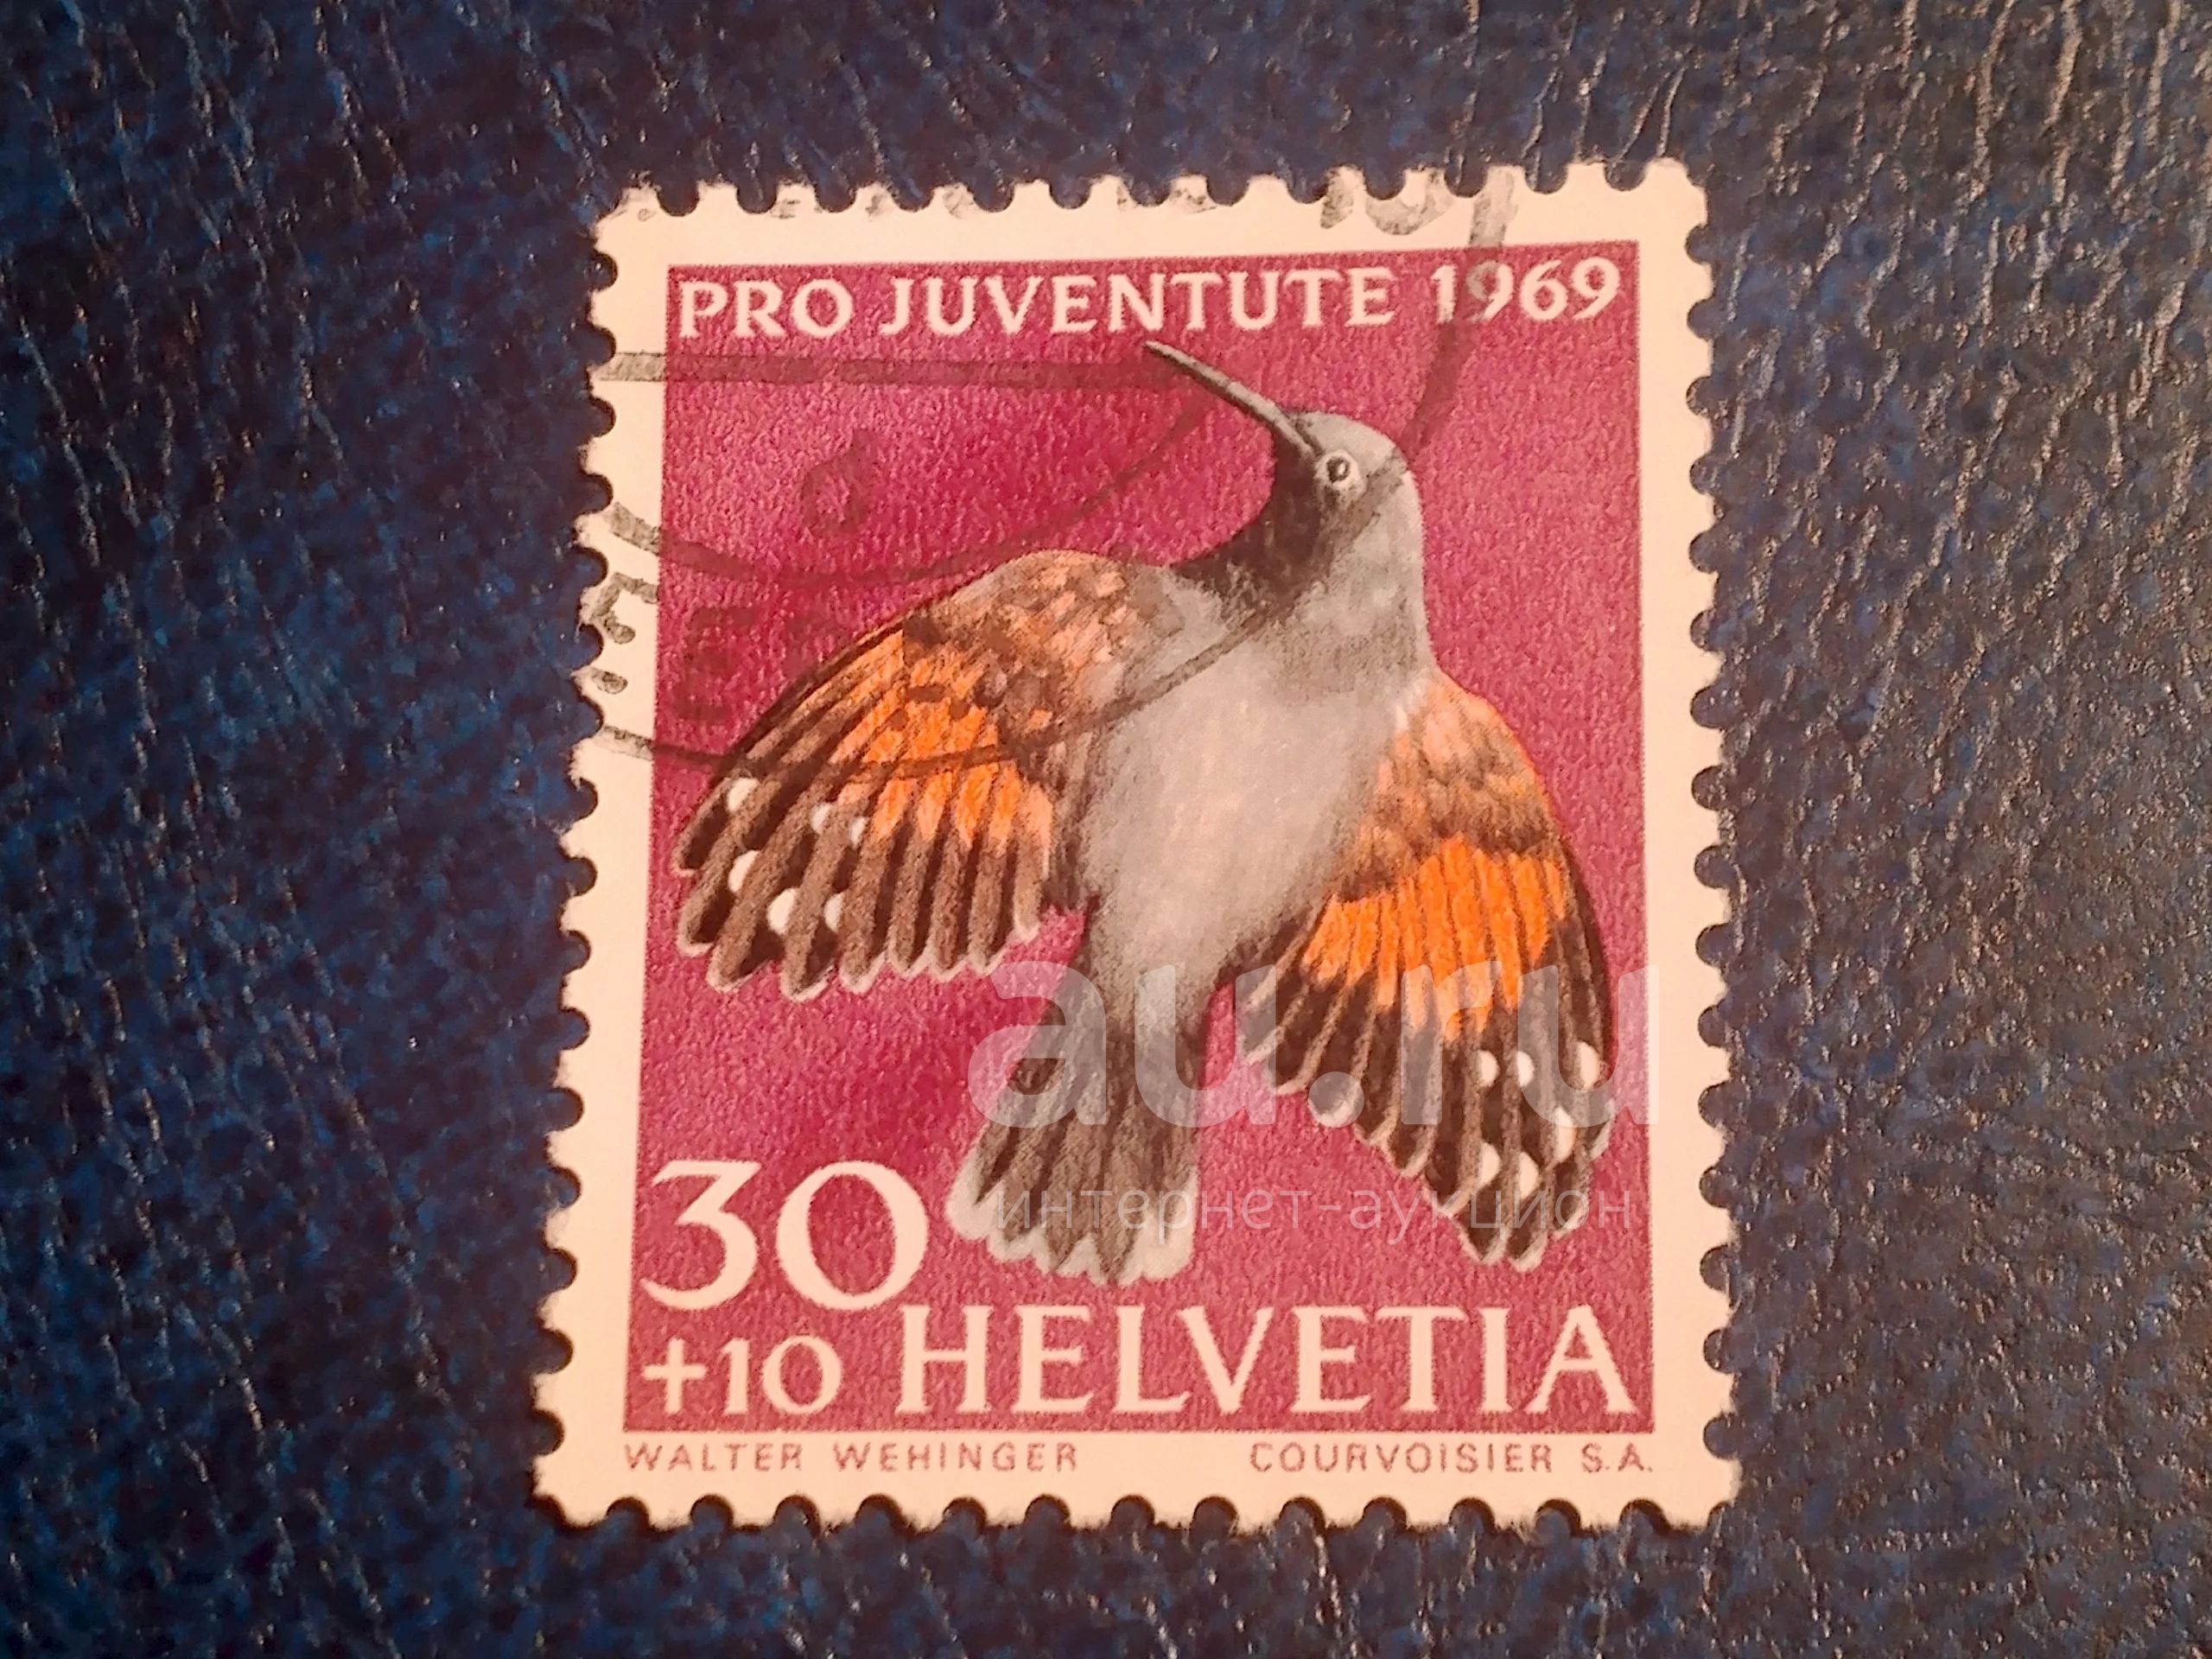 PRO JUVENTUTE 1969
au.ru
интернет-аукцион
30
+10 HELVETIA
WALTER WEHINGER COURVOISIER S.A.